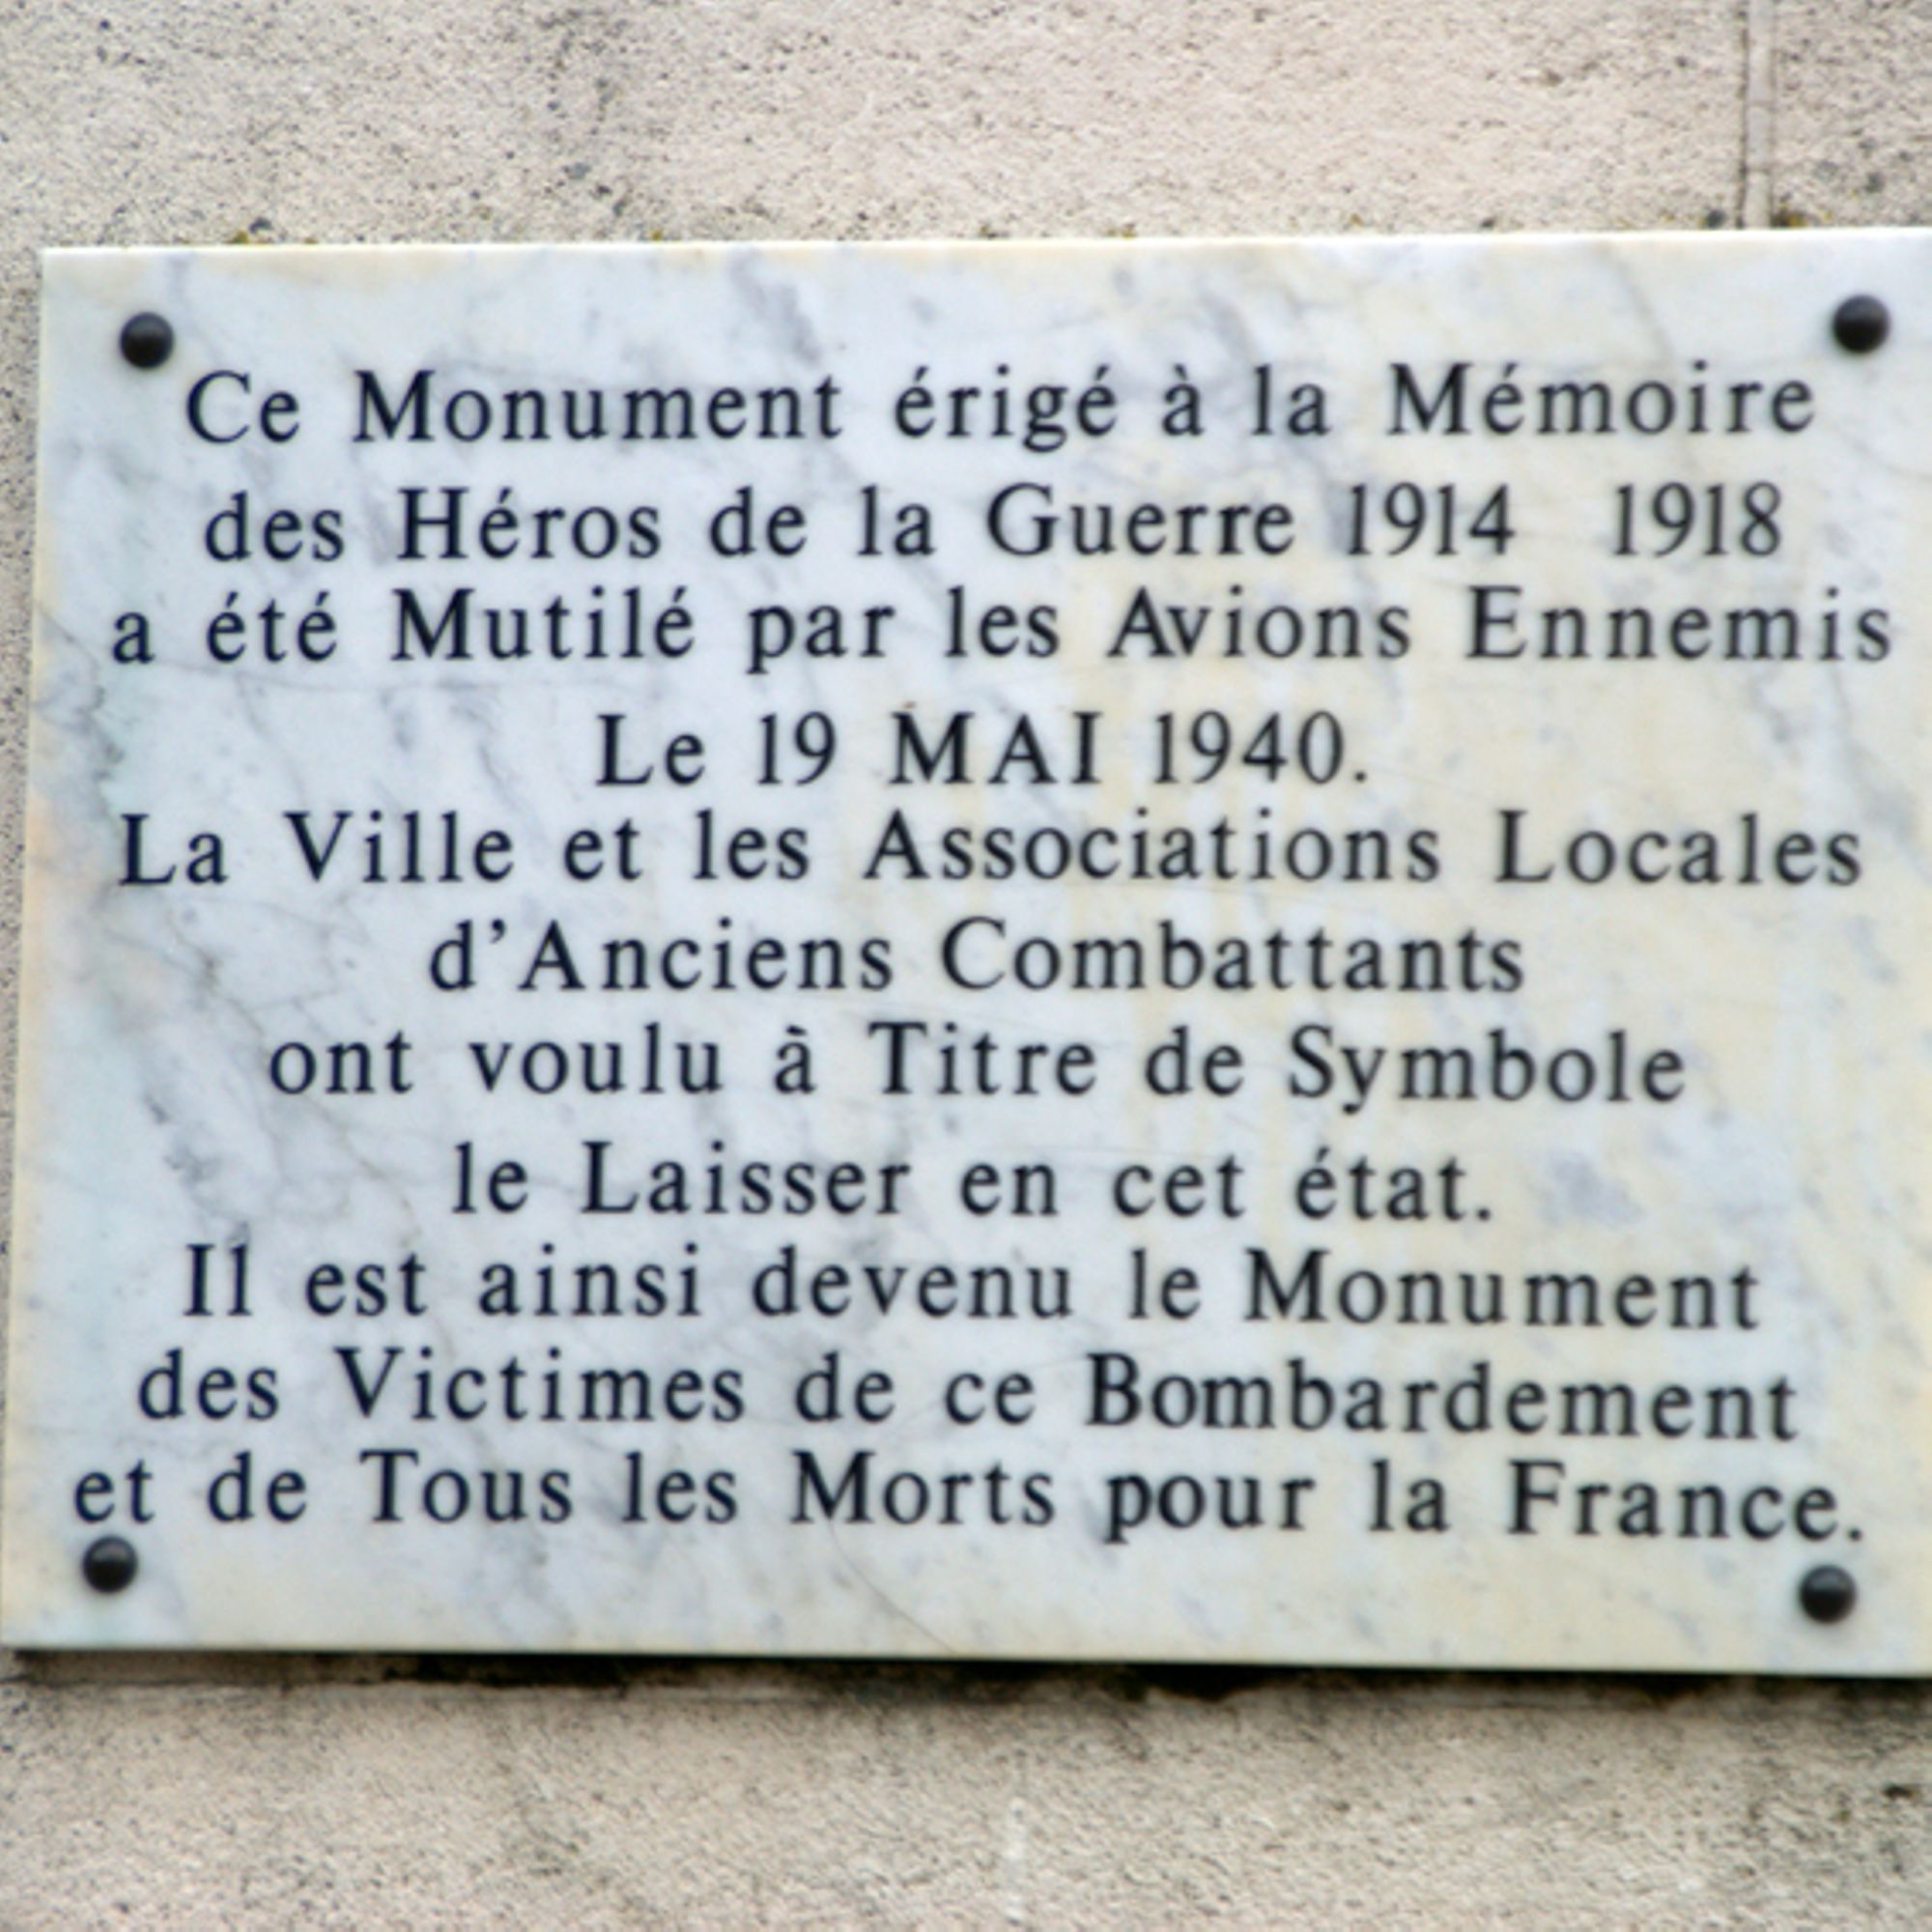 Ce Monument érigé à la Mémoire
des Héros de la Guerre 1914 1918
a été Mutilé par les Avions Ennemis
Le 19 MAI 1940.
La Ville et les Associations Locales
d'Anciens Combattants
ont voulu à Titre de Symbole
le Laisser en cet état.
Il est ainsi devenu le Monument
des Victimes de ce Bombardement
et de Tous les Morts pour la France.